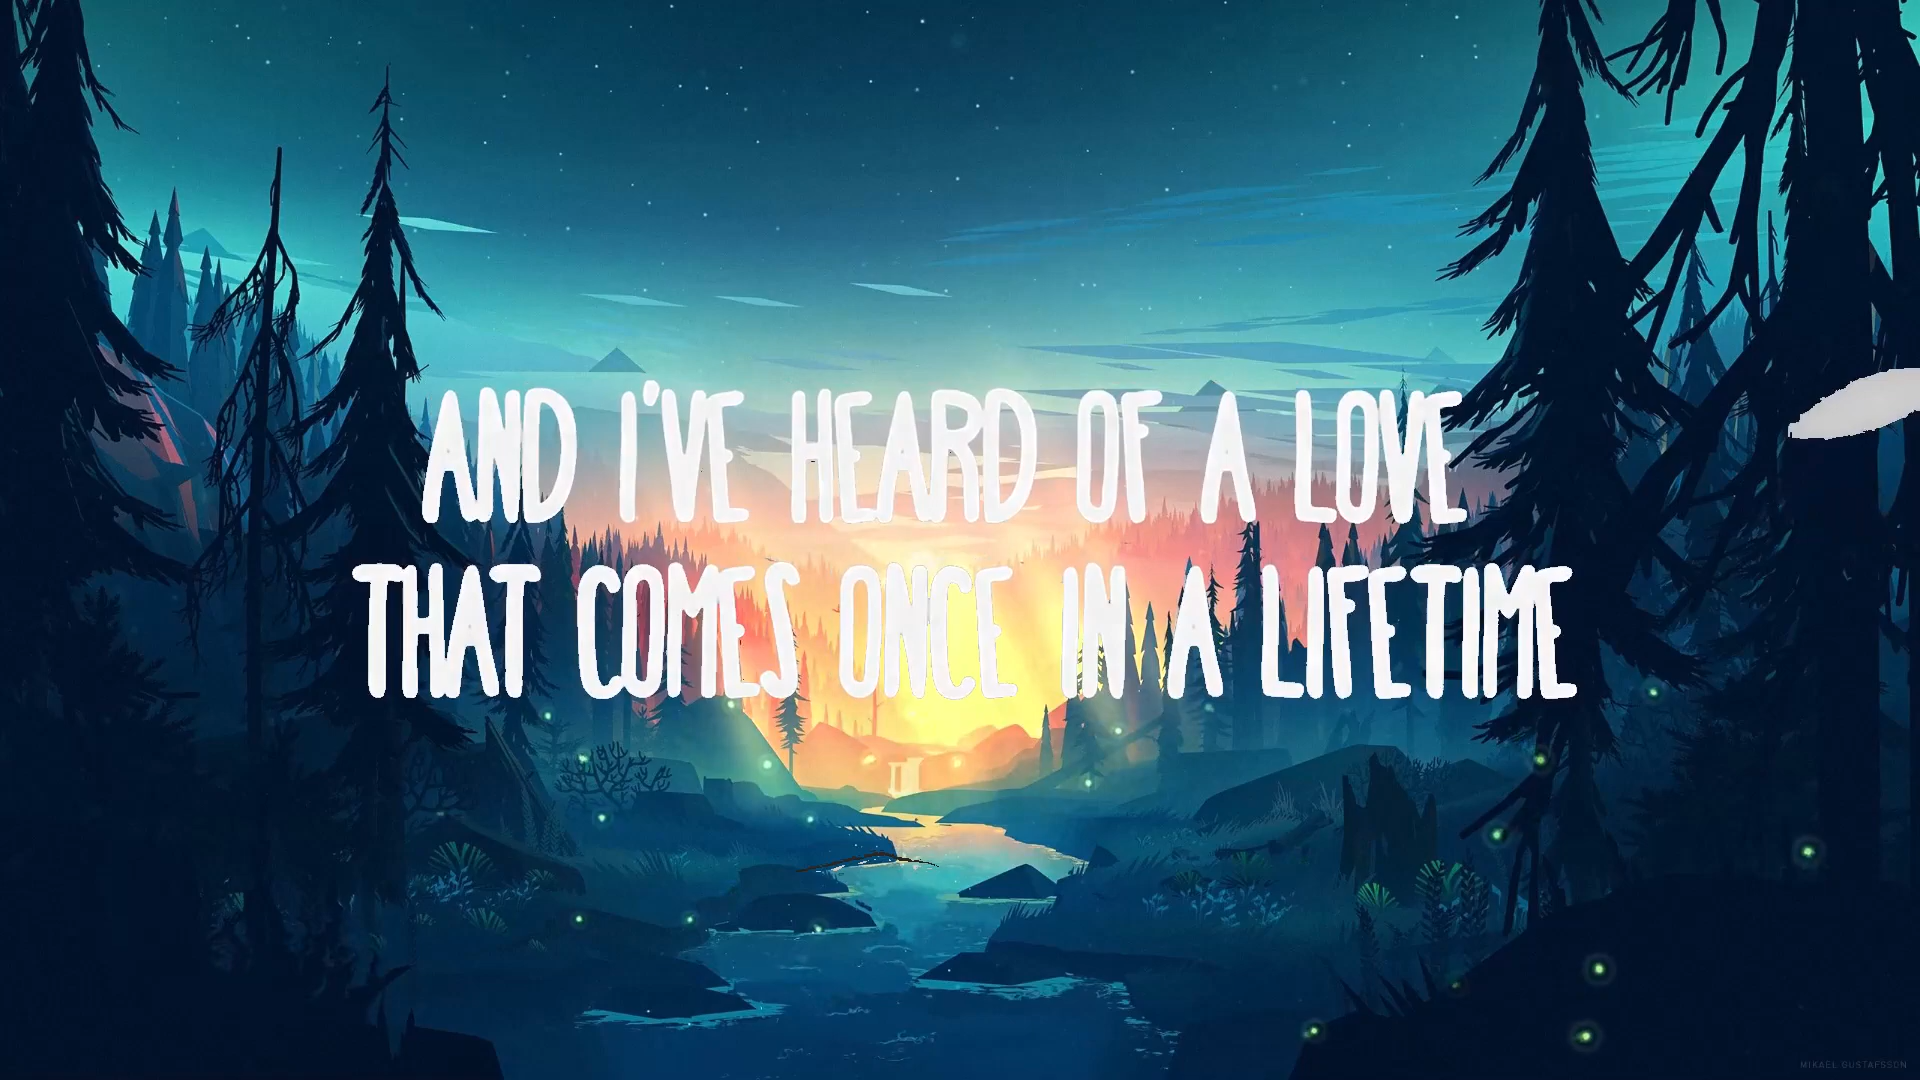 AND I'VE HEARD OF A LOVE
THAT COMES ONCE IN A LIFETIME
MIKAEL GUSTAFSSON